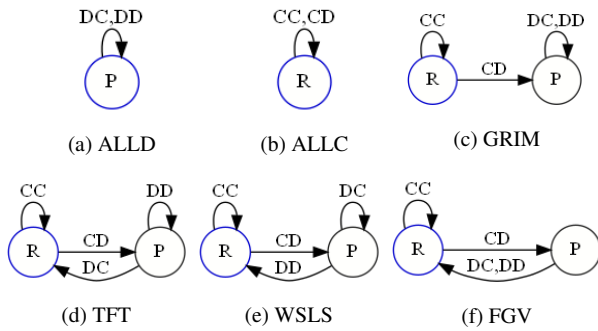 DC,DD
P
(a) ALLD
CC,CD
R
(b) ALLC
CC
DC,DD
R
CD
P
(c) GRIM
CC
DD
R
CD
P
DC
(d) TFT
CC
DC
R
CD
P
DD
(e) WSLS
CC
R
CD
P
DC,DD
(f) FGV